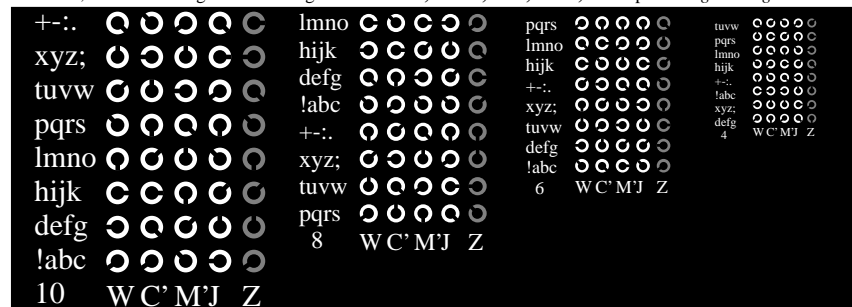 +-:.
xyz;
tuvw
pqrs
lmno
hijk
defg
!abc
10 W C' M'J Z
lmno
hijk
defg
!abc
+-:.
xyz;
tuvw
pqrs
8 W C' M'J Z
pqrs
lmno
hijk
+-:.
xyz;
tuvw
defg
!abc
6 W C' M'J Z
tuvw
pqrs
lmno
hijk
+-:.
!abc
xyz;
defg
4 W C' M'J Z